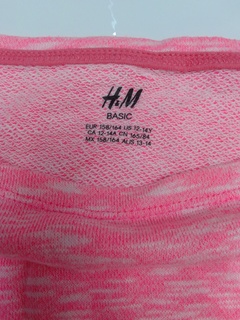 H&M
BASIC
EUR 158/164 US 12-14Y
CA 12-14A CN 165/84
MX 158/164 AUS 13-14